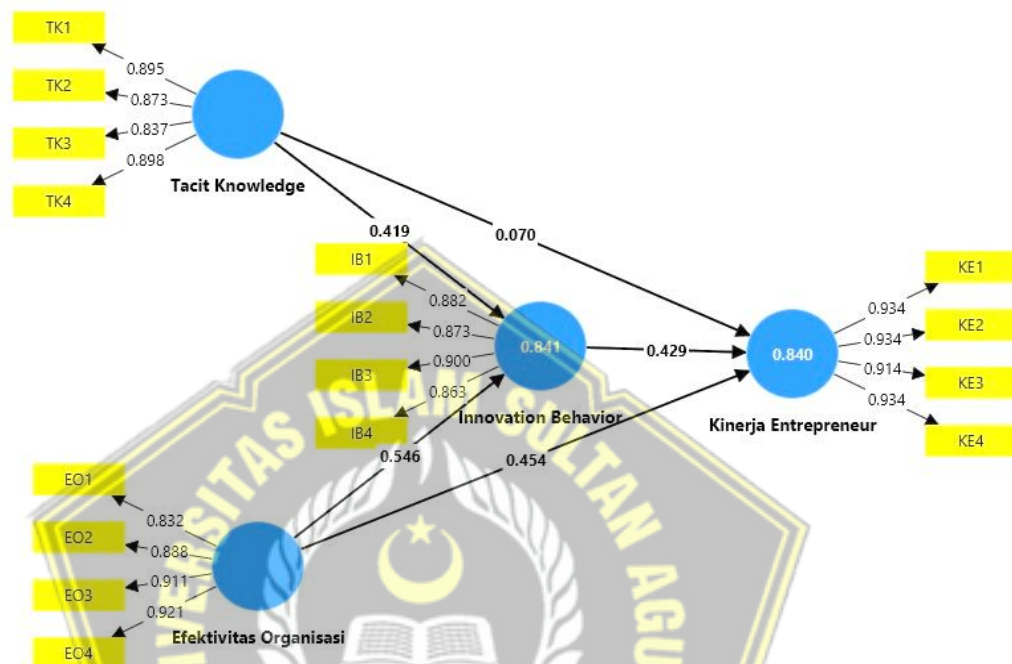 TK1
0.895
TK2
0.873
TK3
0.837
TK4
0.898
Tacit Knowledge
0.419
0.070
IB1
0.882
IB2
0.873
IB3
0.900
IB4
0.863
0.841
Innovation Behavior
0.429
0.546
0.454
0.840
Kinerja Entrepreneur
KE1
0.934
KE2
0.934
KE3
0.914
KE4
0.934
EO1
0.832
EO2
0.888
EO3
0.911
EO4
0.921
Efektivitas Organisasi
ISLAM SULTAN AGU